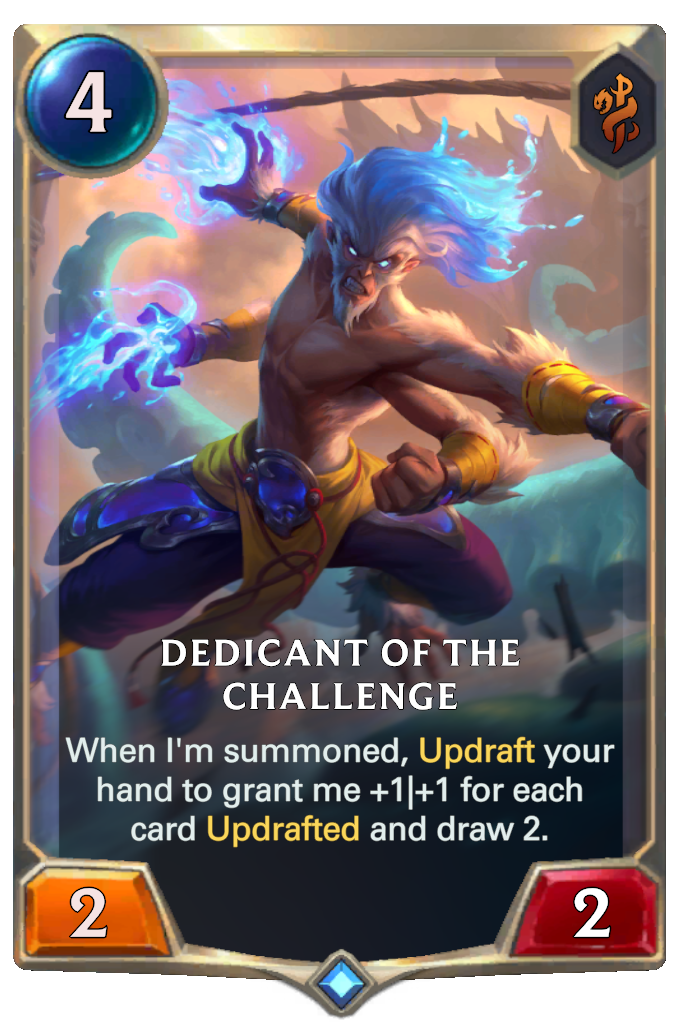 4
DEDICANT OF THE
CHALLENGE
When I'm summoned, Updraft your
hand to grant me +1|+1 for each
card Updrafted and draw 2.
2
2